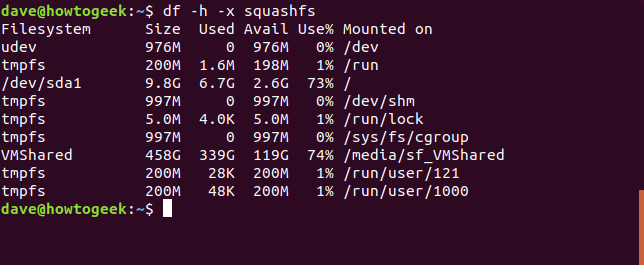 dave@howtogeek:~$ df -h -x squashfs
Filesystem      Size  Used Avail Use% Mounted on
udev            976M     0  976M   0% /dev
tmpfs           200M  1.6M  198M   1% /run
/dev/sda1       9.8G  6.7G  2.6G  73% /
tmpfs           997M     0  997M   0% /dev/shm
tmpfs           5.0M  4.0K  5.0M   1% /run/lock
tmpfs           997M     0  997M   0% /sys/fs/cgroup
VMShared        458G  339G  119G  74% /media/sf_VMShared
tmpfs           200M   28K  200M   1% /run/user/121
tmpfs           200M   48K  200M   1% /run/user/1000
dave@howtogeek:~$